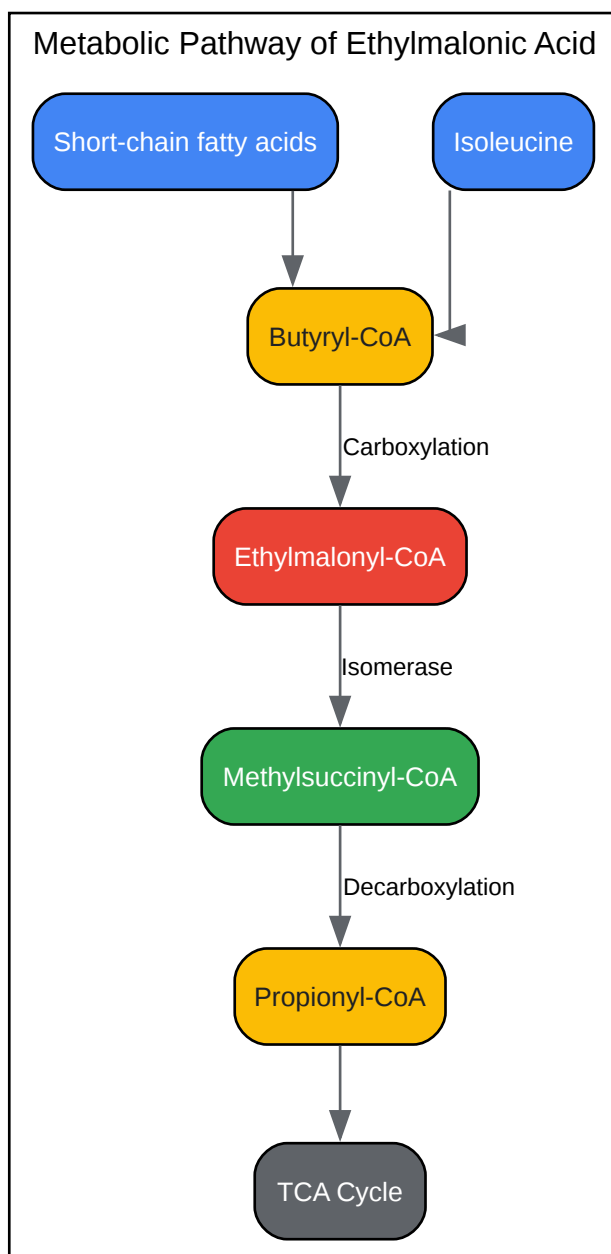 Metabolic Pathway of Ethylmalonic Acid
Short-chain fatty acids
Isoleucine
Butyryl-CoA
Carboxylation
Ethylmalonyl-CoA
Isomerase
Methylsuccinyl-CoA
Decarboxylation
Propionyl-CoA
TCA Cycle